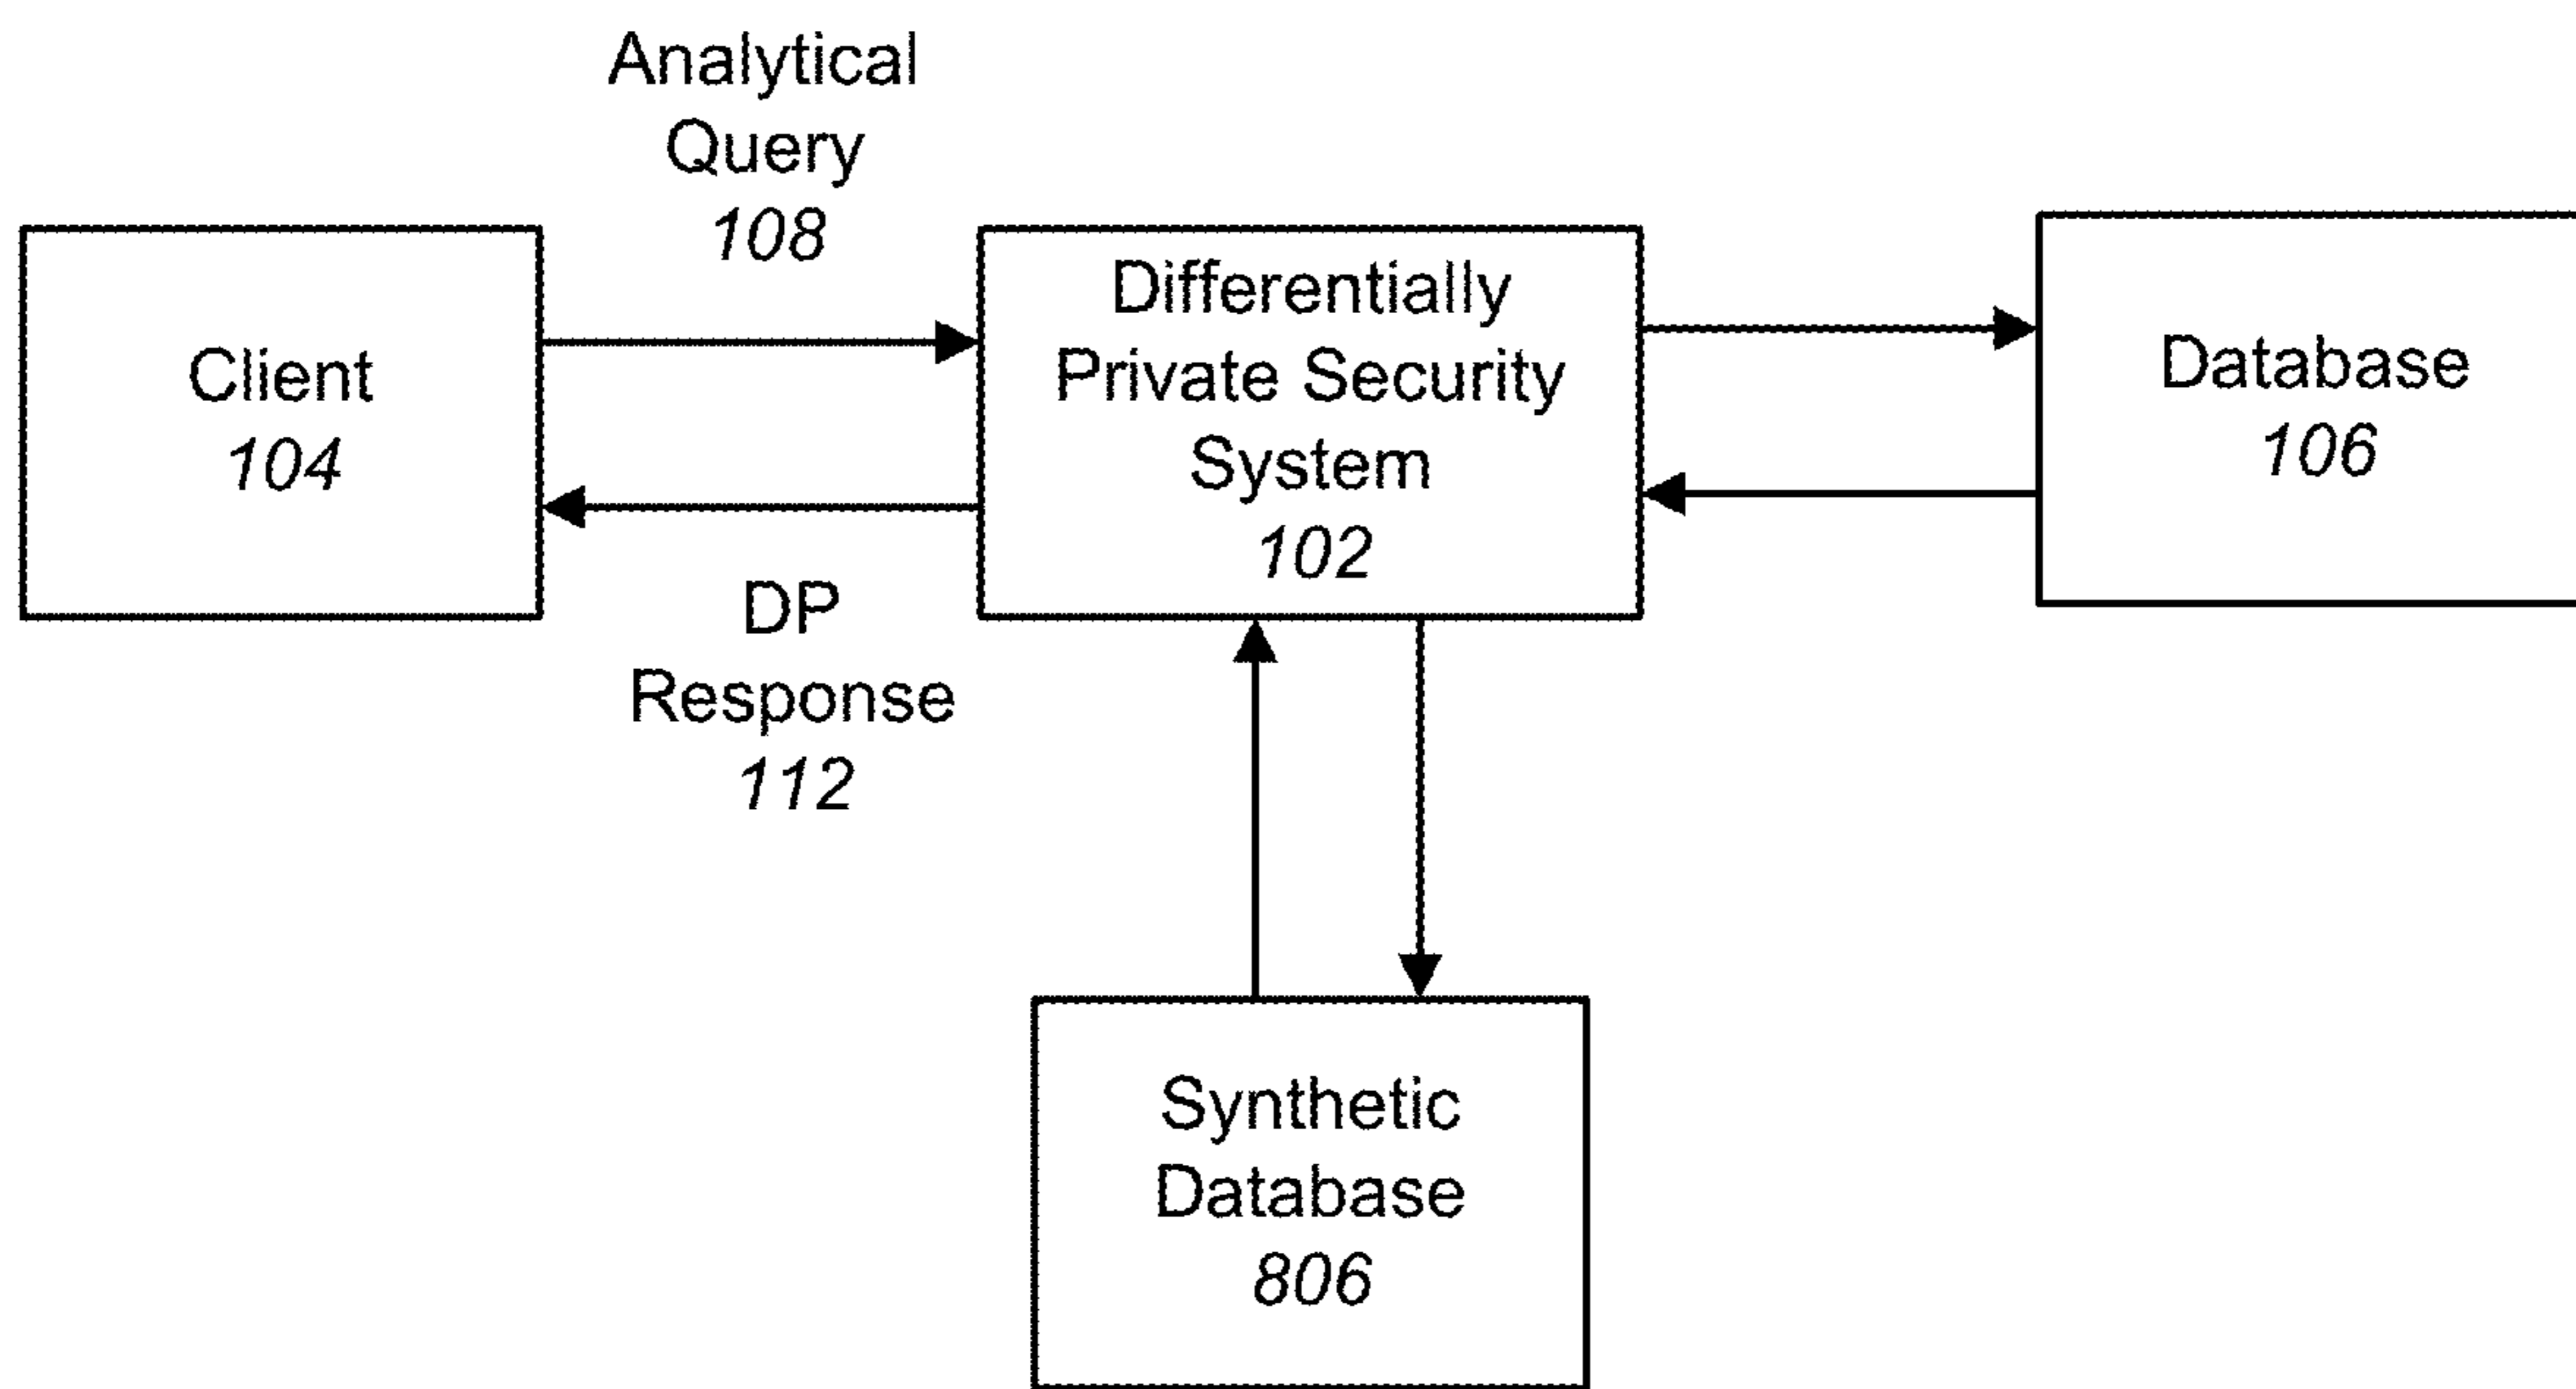 Analytical
Query
108
Client
104
Differentially
Private Security
System
102
Database
106
DP
Response
112
Synthetic
Database
806